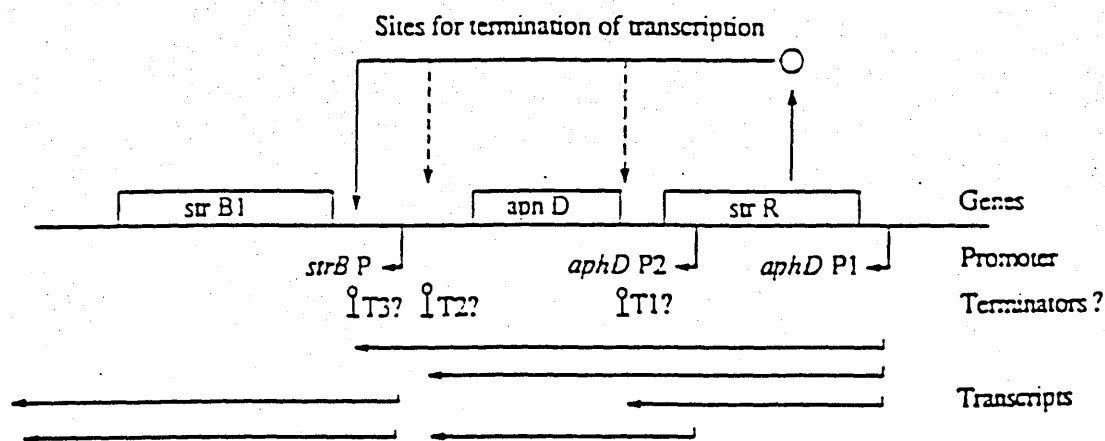 Sites for termination of transcription
str B1
apn D
str R
Genes
strB P
aphD P2
aphD P1
Promoter
T3?
T2?
T1?
Terminators ?
Transcripts